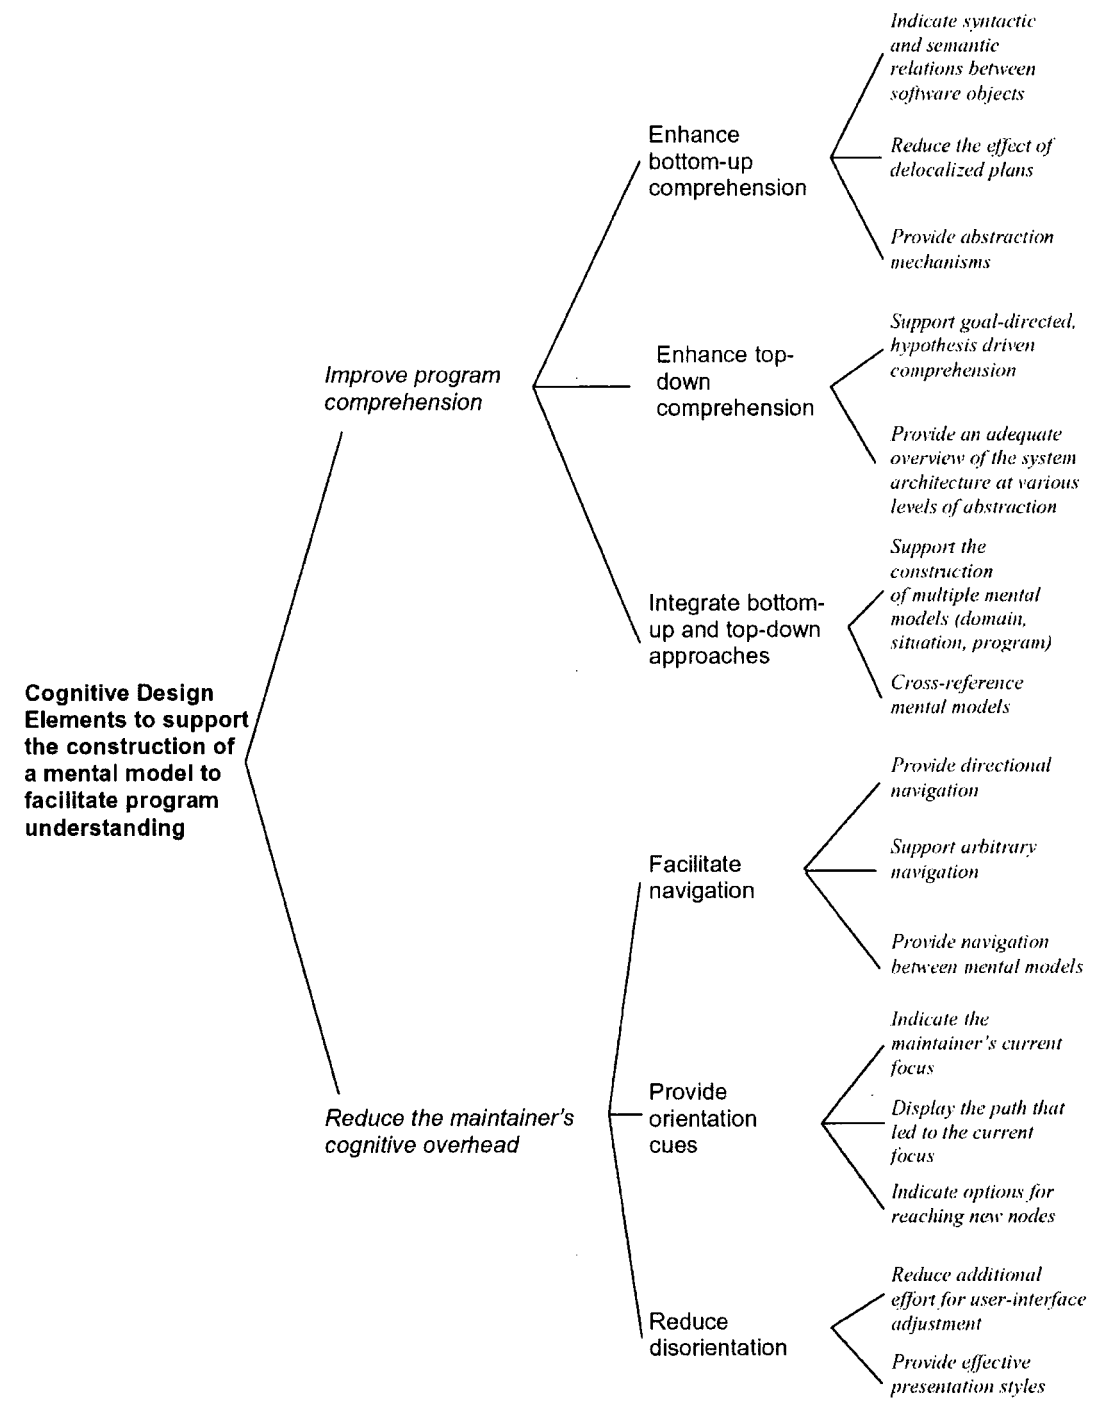 Cognitive Design
Elements to support
the construction of
a mental model to
facilitate program
understanding
Improve program
comprehension
Enhance
bottom-up
comprehension
Indicate syntactic
and semantic
relations between
software objects
Reduce the effect of
delocalized plans
Provide abstraction
mechanisms
Enhance top-
down
comprehension
Support goal-directed,
hypothesis driven
comprehension
Provide an adequate
overview of the system
architecture at various
levels of abstraction
Integrate bottom-
up and top-down
approaches
Support the
construction
of multiple mental
models (domain,
situation, program)
Cross-reference
mental models
Reduce the maintainer's
cognitive overhead
Facilitate
navigation
Provide directional
navigation
Support arbitrary
navigation
Provide navigation
between mental models
Provide
orientation
cues
Indicate the
maintainer's current
focus
Display the path that
led to the current
focus
Indicate options for
reaching new nodes
Reduce
disorientation
Reduce additional
effort for user-interface
adjustment
Provide effective
presentation styles